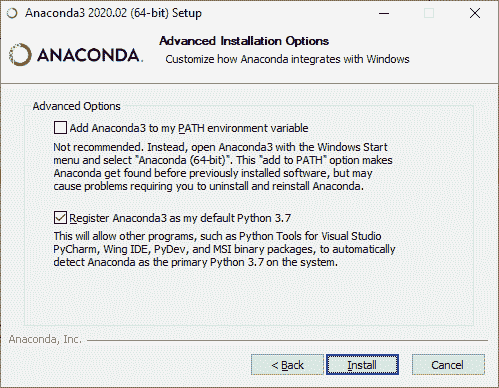 Anaconda3 2020.02 (64-bit) Setup
Advanced Installation Options
ANACONDA.
Customize how Anaconda integrates with Windows
Advanced Options
Add Anaconda3 to my PATH environment variable
Not recommended. Instead, open Anaconda3 with the Windows Start
menu and select "Anaconda (64-bit)". This "add to PATH" option makes
Anaconda get found before previously installed software, but may
cause problems requiring you to uninstall and reinstall Anaconda.
Register Anaconda3 as my default Python 3.7
This will allow other programs, such as Python Tools for Visual Studio
PyCharm, Wing IDE, PyDev, and MSI binary packages, to automatically
detect Anaconda as the primary Python 3.7 on the system.
Anaconda, Inc.
< Back Install Cancel